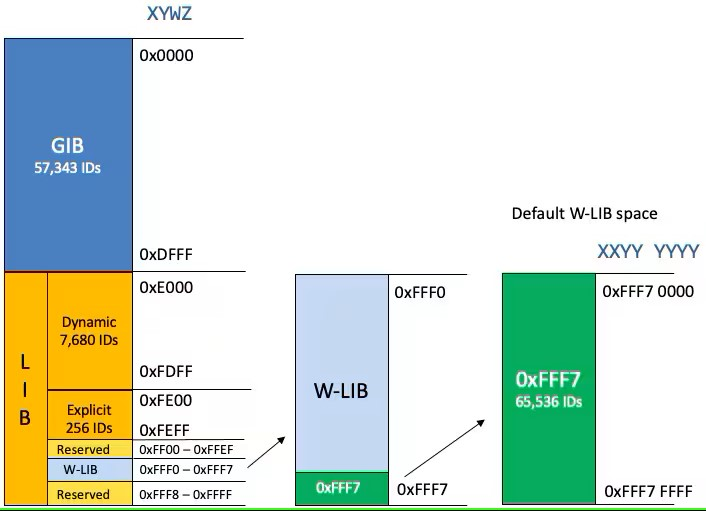 XYWZ
0x0000
GIB
57,343 IDs
0xDFFF
0xE000
Dynamic
7,680 IDs
0xFDFF
L
I
B
0xFE00
Explicit
256 IDs
0xFEFF
Reserved
0xFF00 – 0xFFEF
W-LIB
0xFFF0 – 0xFFF7
Reserved
0xFFF8 – 0xFFFF
0xFFF0
W-LIB
0xFFF7
0xFFF7
Default W-LIB space
XXYY YYYY
0xFFF7 0000
0xFFF7
65,536 IDs
0xFFF7 FFFF